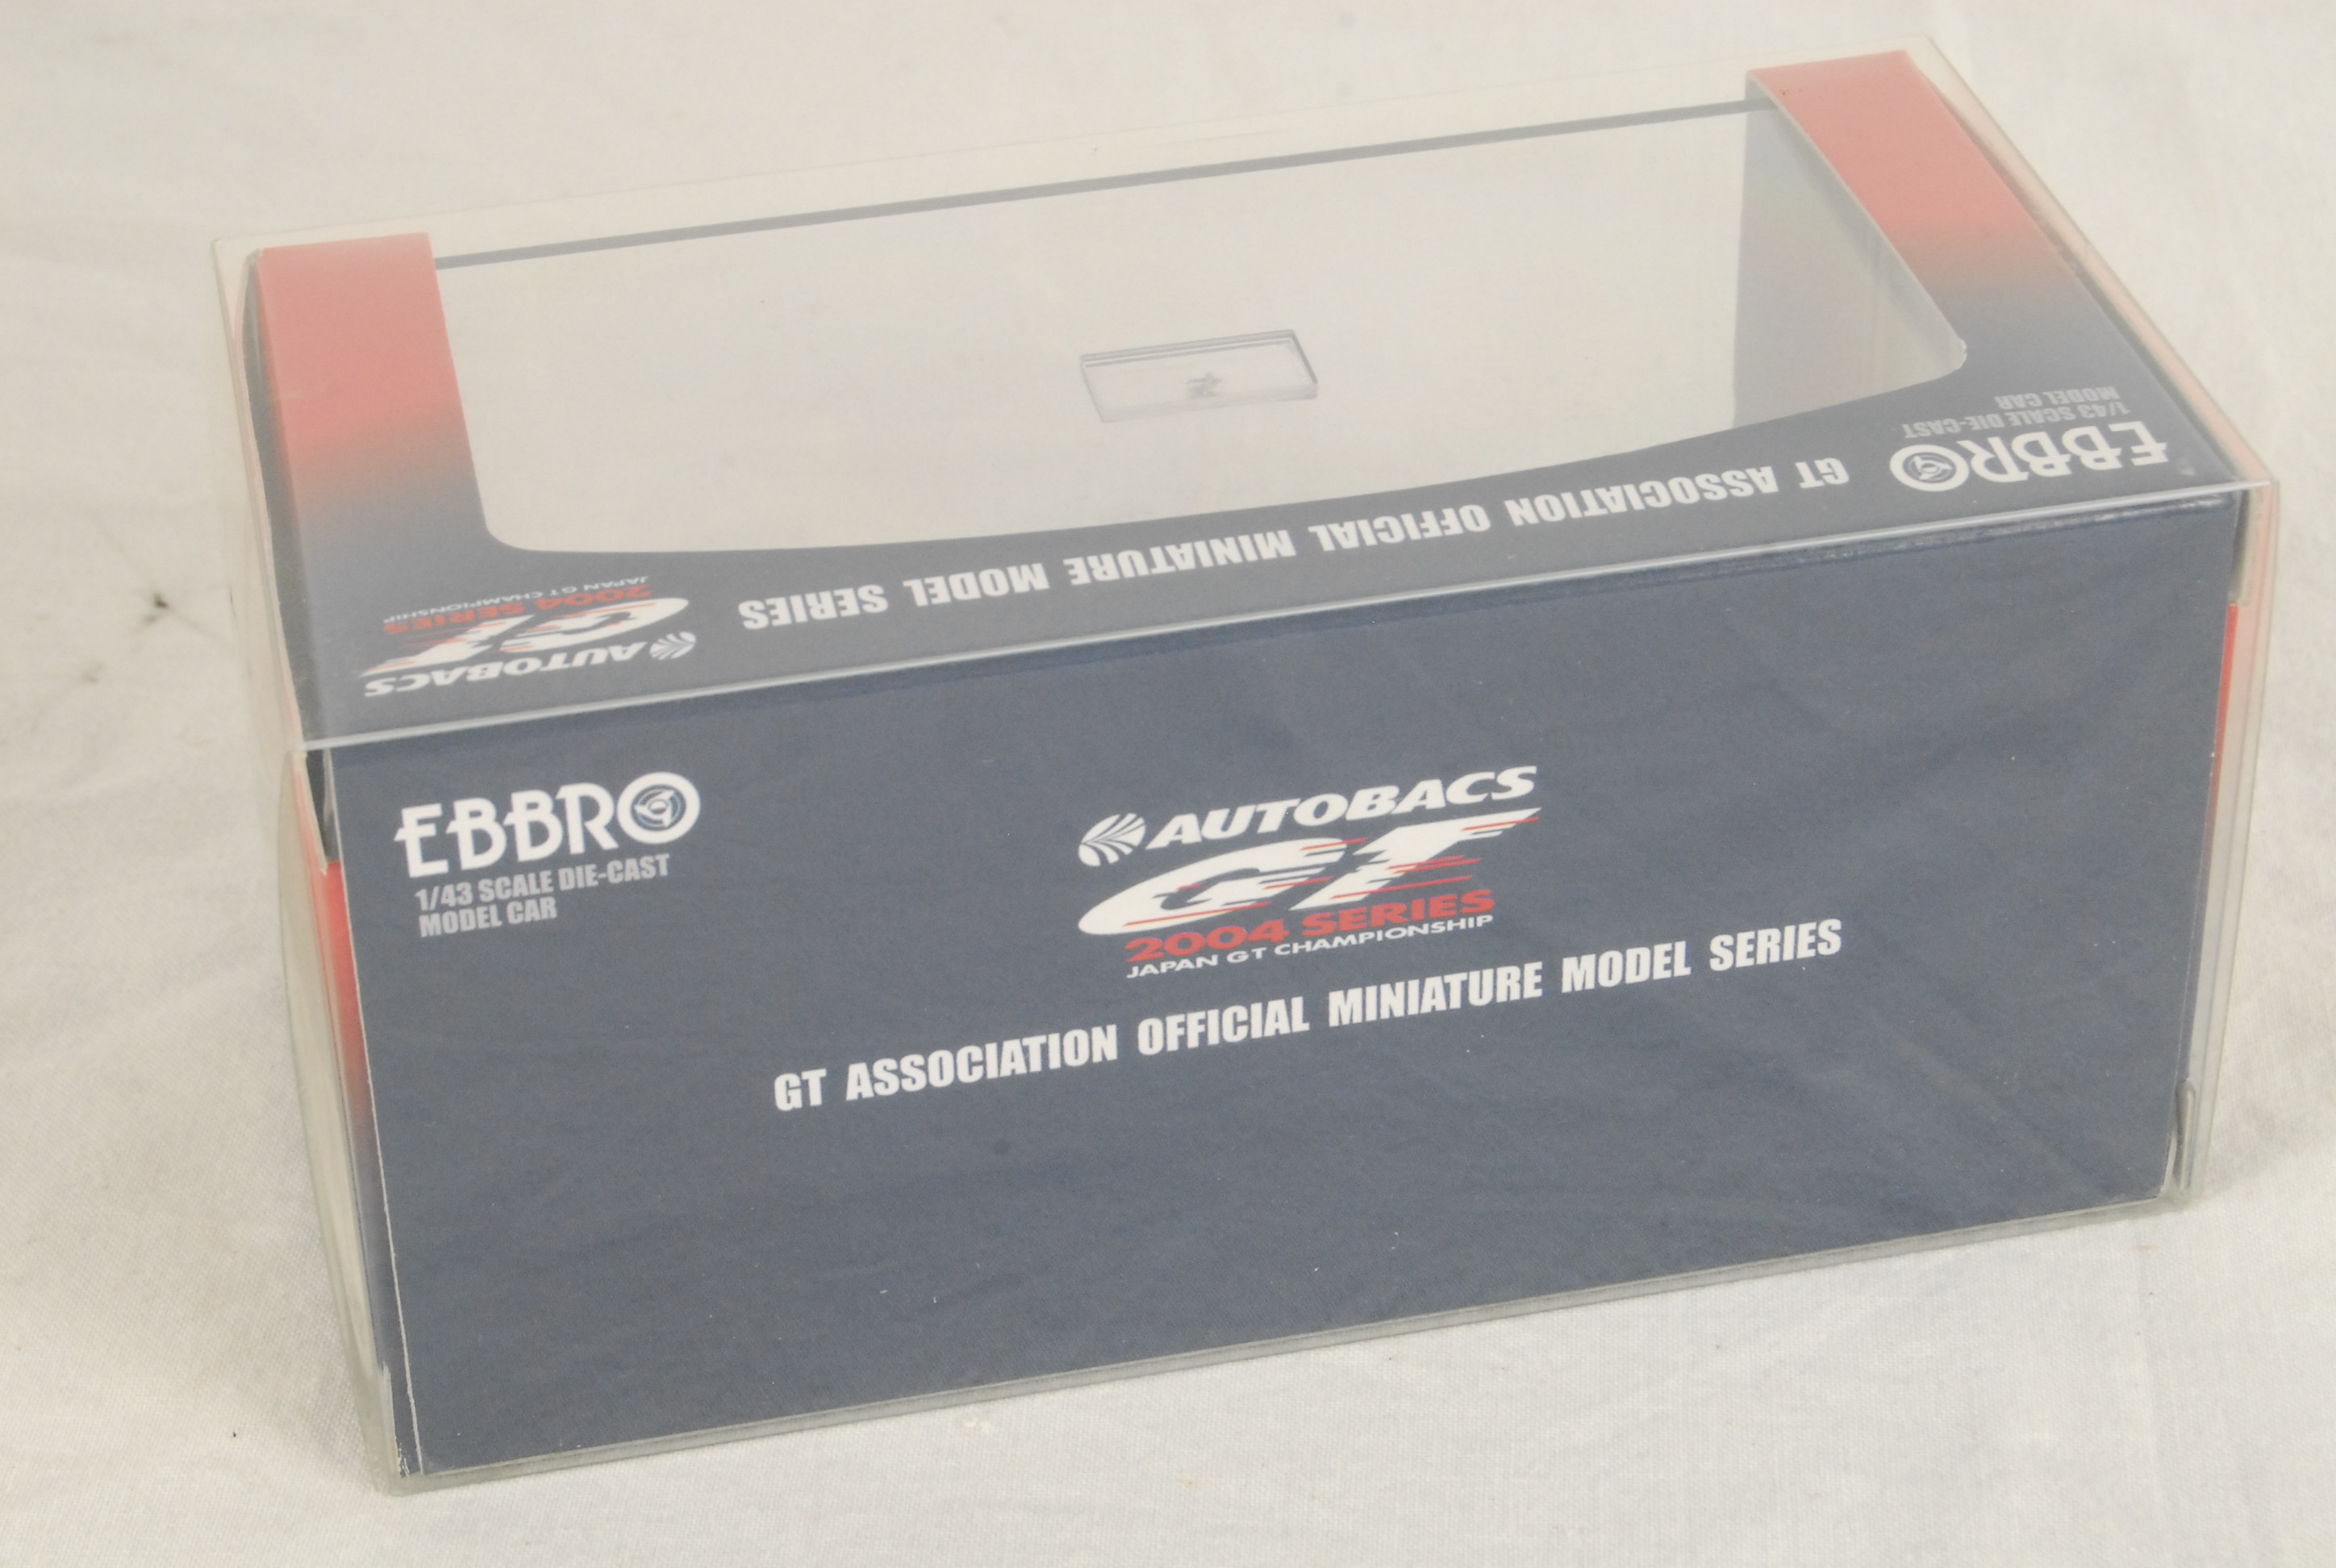 EBBRO
1/43 SCALE DIE-CAST
MODEL CAR
GT ASSOCIATION OFFICIAL MINIATURE MODEL SERIES
AUTOBACS
GT
2004 SERIES
JAPAN GT CHAMPIONSHIP
EBBRO
1/43 SCALE DIE-CAST
MODEL CAR
AUTOBACS
GT
2004 SERIES
JAPAN GT CHAMPIONSHIP
GT ASSOCIATION OFFICIAL MINIATURE MODEL SERIES